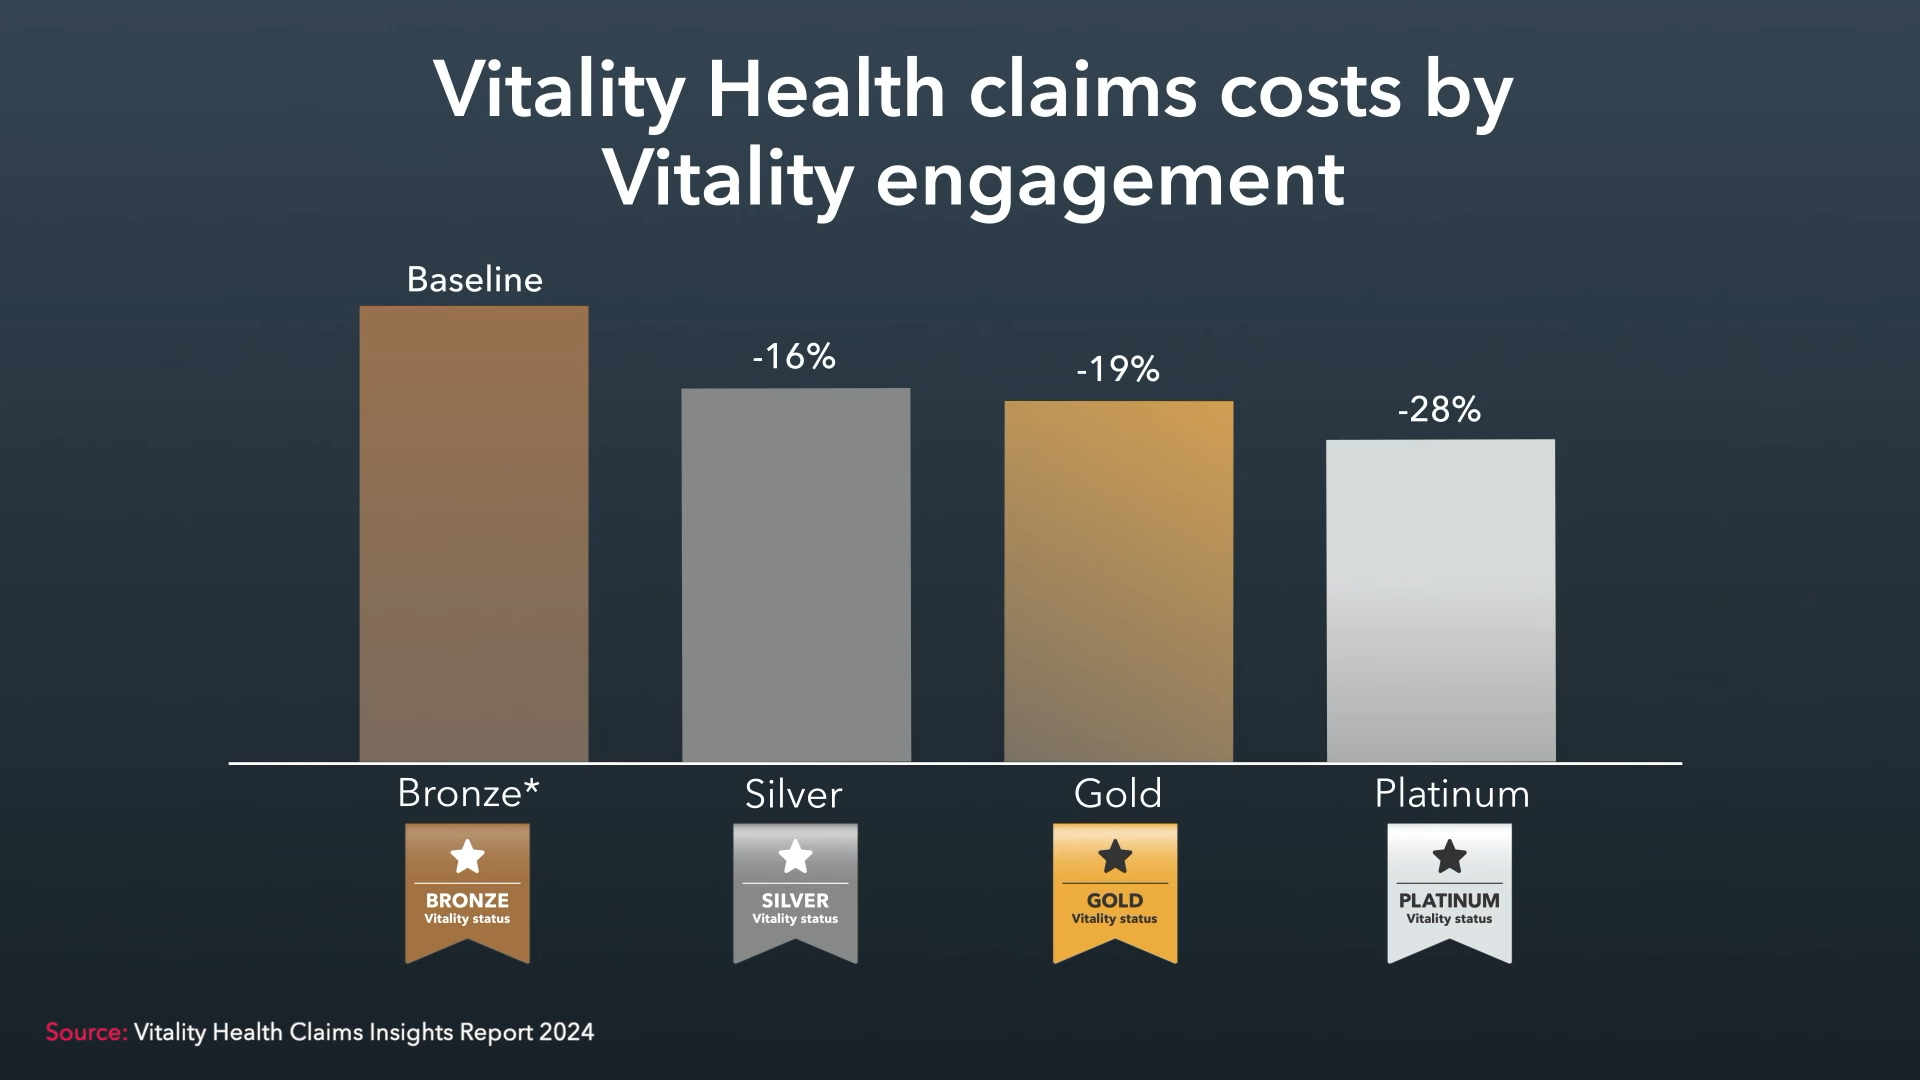 Vitality Health claims costs by
Vitality engagement
Baseline
-16%
-19%
-28%
Bronze*
Silver
Gold
Platinum
BRONZE
Vitality status
SILVER
Vitality status
GOLD
Vitality status
PLATINUM
Vitality status
Source: Vitality Health Claims Insights Report 2024